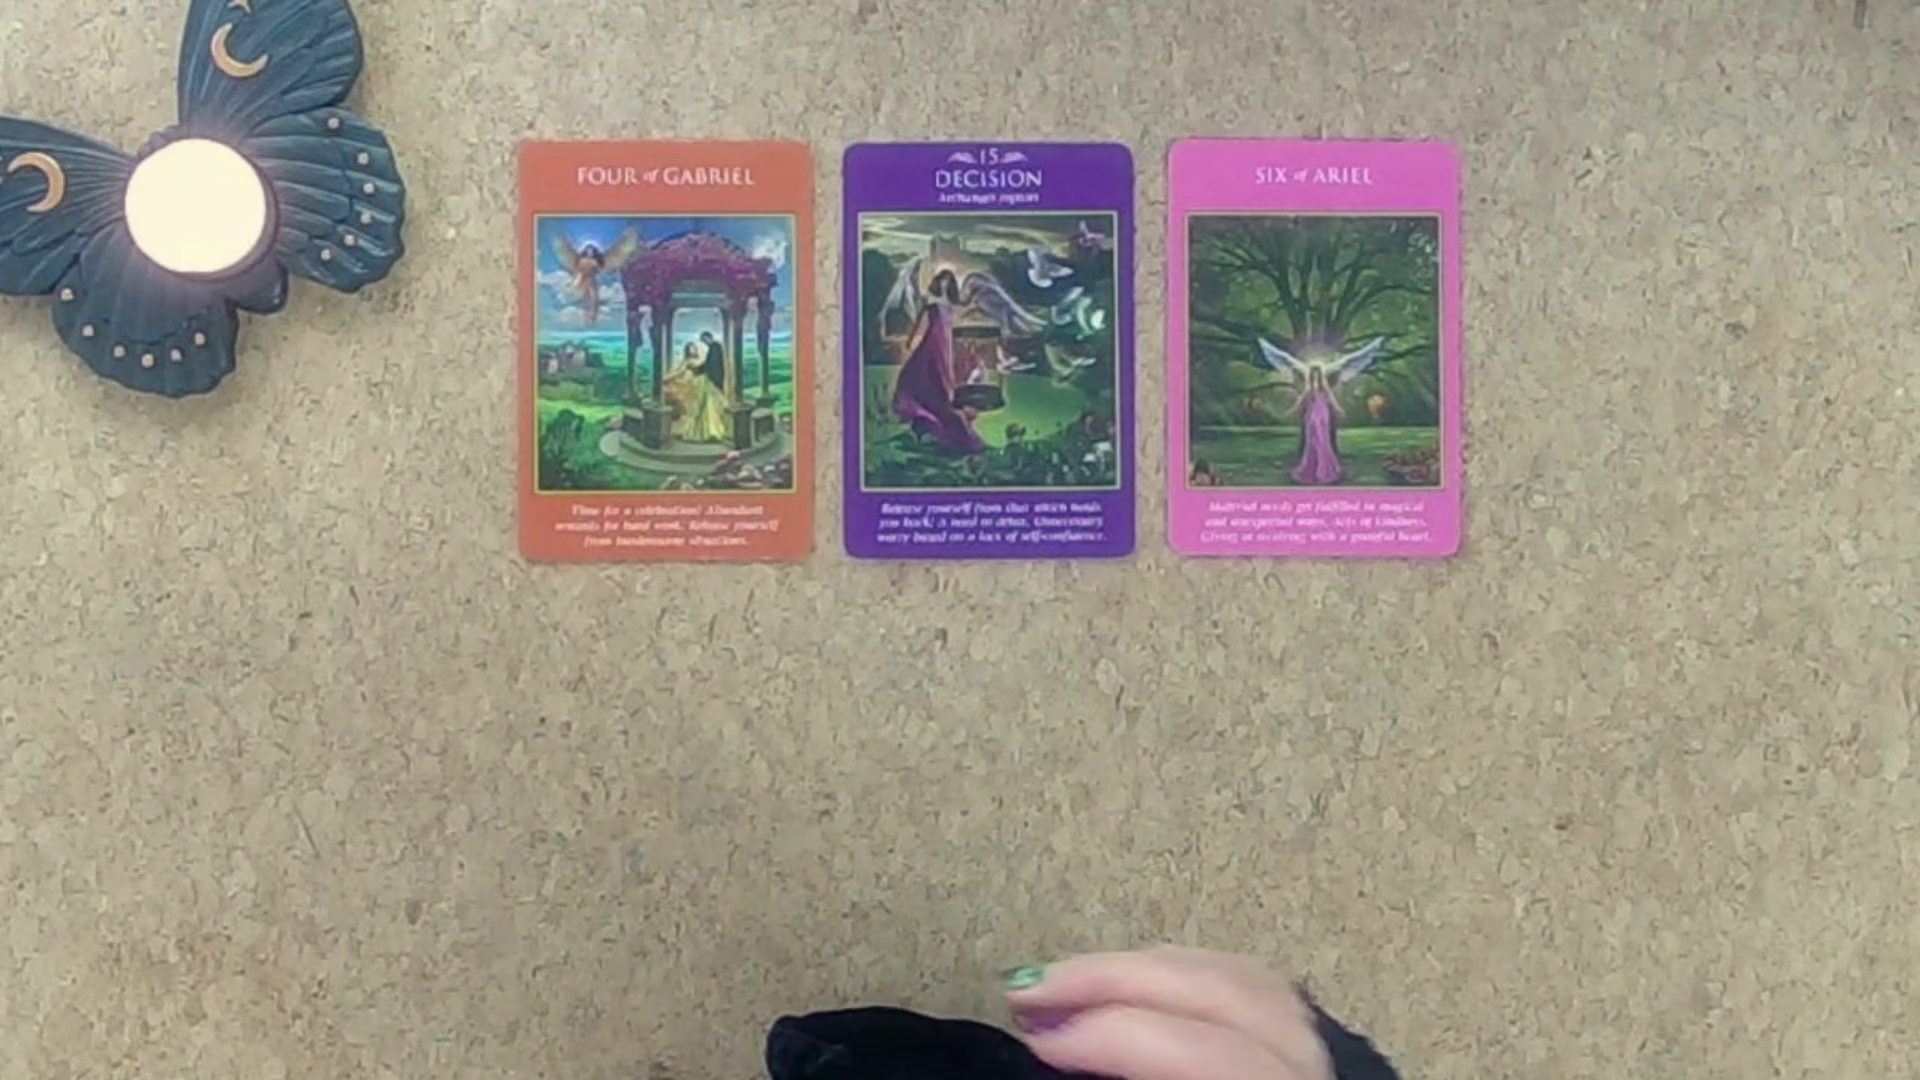 FOUR of GABRIEL
Time for a celebration! Abundant
rewards for hard work. Release yourself
from burdensome situations.
15
DECISION
Release yourself from that which holds
you back! A need to detox. Unnecessary
worry based on a lack of self-confidence.
SIX of ARIEL
Material needs get fulfilled in magical
and unexpected ways. Acts of kindness.
Giving or receiving with a grateful heart.